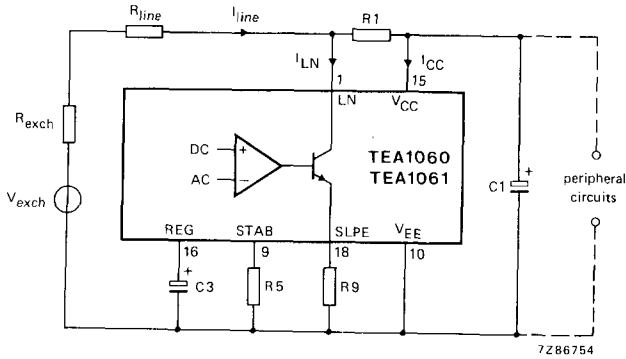 Rline
Iline
R1
ILN
ICC
1
15
LN
VCC
Rexch
DC
+
AC
−
TEA1060
TEA1061
Vexch
C1
+
peripheral
circuits
REG
STAB
SLPE
VEE
16
9
18
10
+
C3
R5
R9
7Z86754